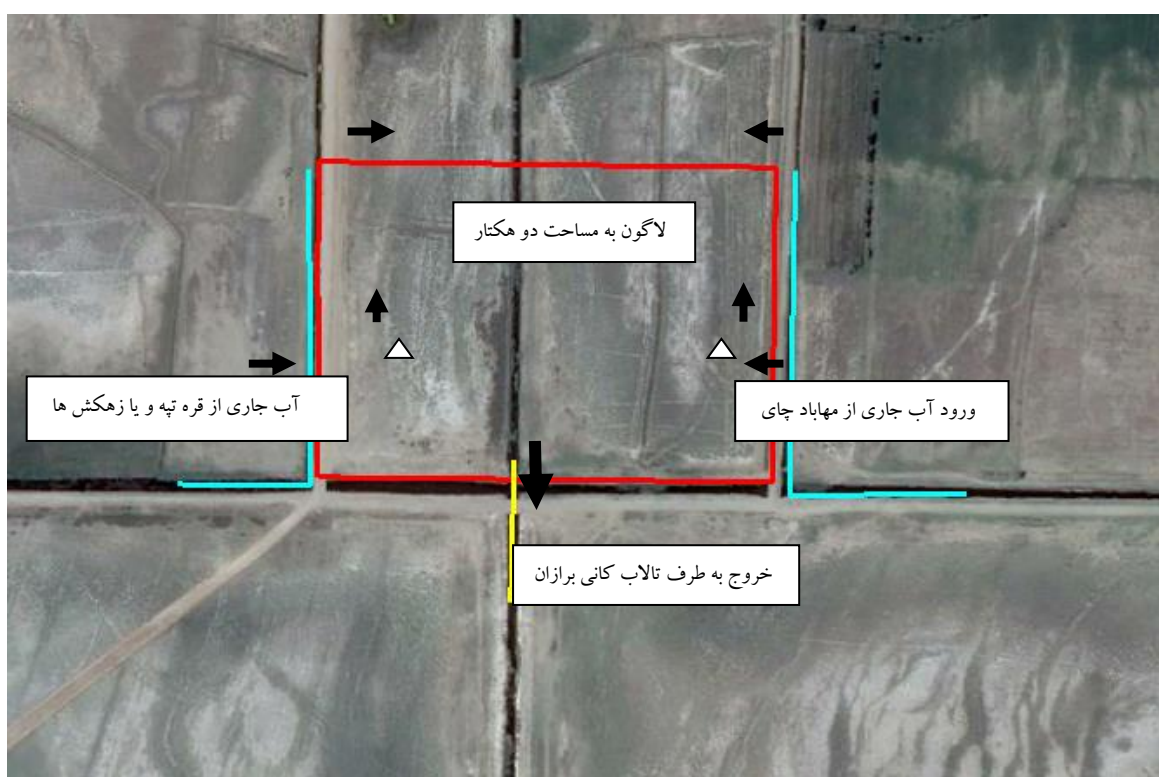 لاگون به مساحت دو هکتار
آب جاری از قره تپه و یا زهکش ها
ورود آب جاری از مهاباد چای
خروج به طرف تالاب کانی برازان